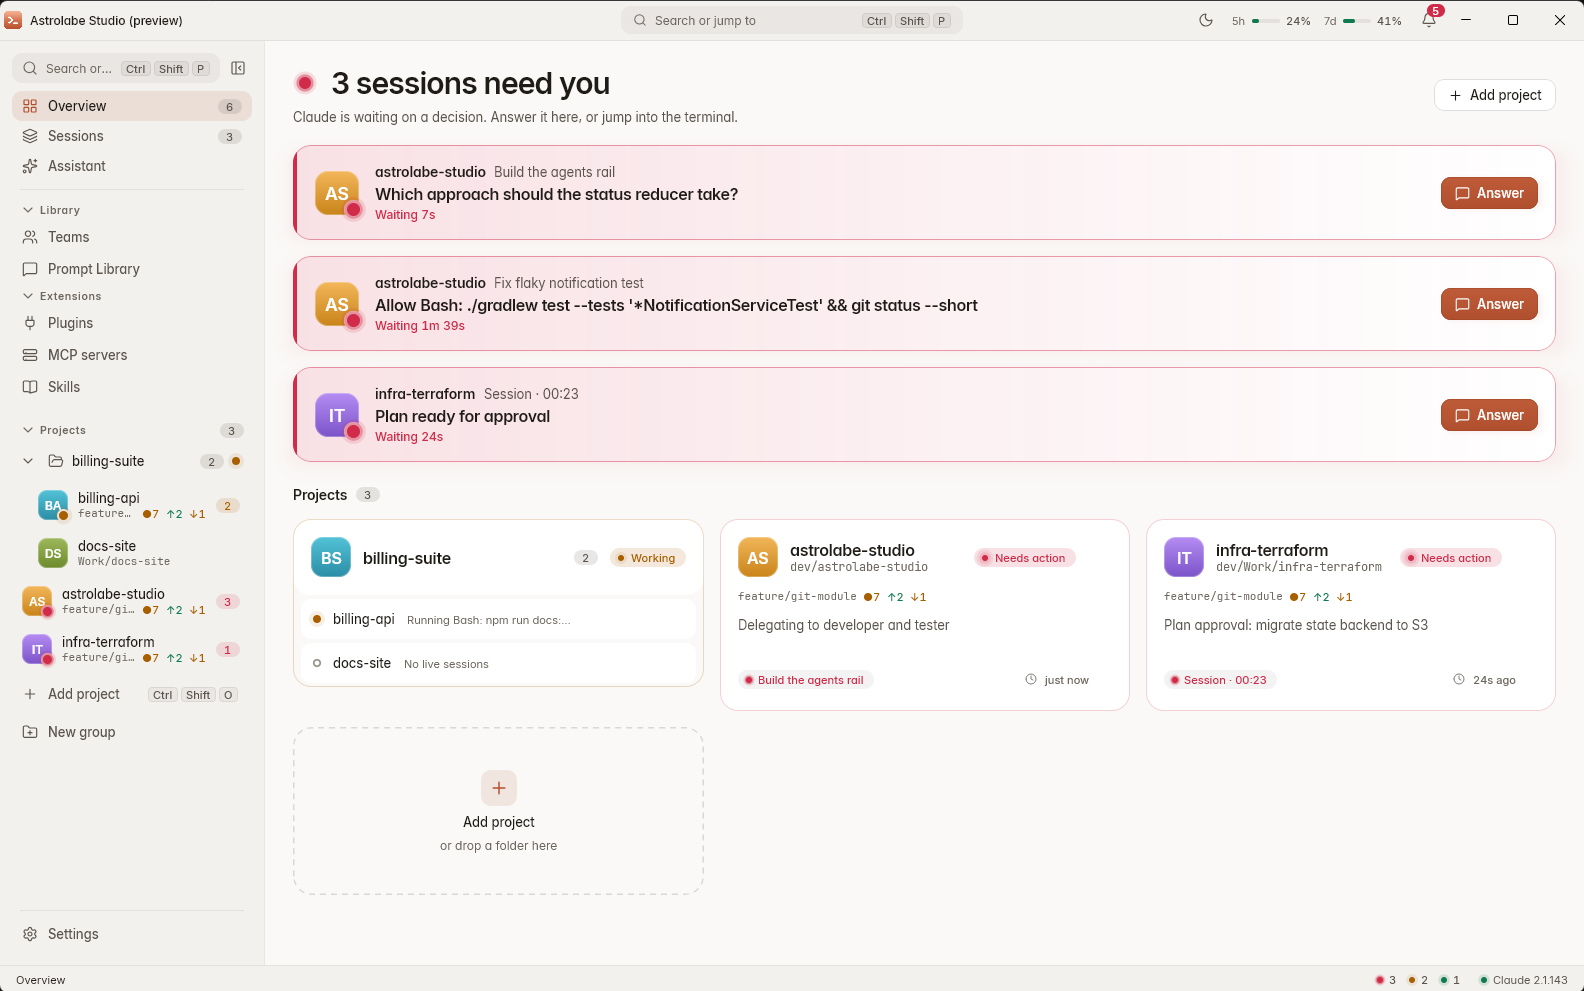 Astrolabe Studio (preview)
Search or jump to
Ctrl Shift P
5h 24% 7d 41%
5
Search or... Ctrl Shift P
Overview 6
Sessions 3
Assistant
Library
Teams
Prompt Library
Extensions
Plugins
MCP servers
Skills
Projects 3
billing-suite 2
BA billing-api
feature... 7 ↑2 ↓1 2
DS docs-site
Work/docs-site
AS astrolabe-studio
feature/gi... 7 ↑2 ↓1 3
IT infra-terraform
feature/gi... 7 ↑2 ↓1 1
Add project Ctrl Shift O
New group
Settings
3 sessions need you
Claude is waiting on a decision. Answer it here, or jump into the terminal.
Add project
AS
astrolabe-studio Build the agents rail
Which approach should the status reducer take?
Waiting 7s
Answer
AS
astrolabe-studio Fix flaky notification test
Allow Bash: ./gradlew test --tests '*NotificationServiceTest' && git status --short
Waiting 1m 39s
Answer
IT
infra-terraform Session · 00:23
Plan ready for approval
Waiting 24s
Answer
Projects 3
BS billing-suite 2 Working
billing-api Running Bash: npm run docs:...
docs-site No live sessions
AS astrolabe-studio Needs action
dev/astrolabe-studio
feature/git-module 7 ↑2 ↓1
Delegating to developer and tester
Build the agents rail just now
IT infra-terraform Needs action
dev/Work/infra-terraform
feature/git-module 7 ↑2 ↓1
Plan approval: migrate state backend to S3
Session · 00:23 24s ago
Add project
or drop a folder here
Overview
3 2 1 Claude 2.1.143